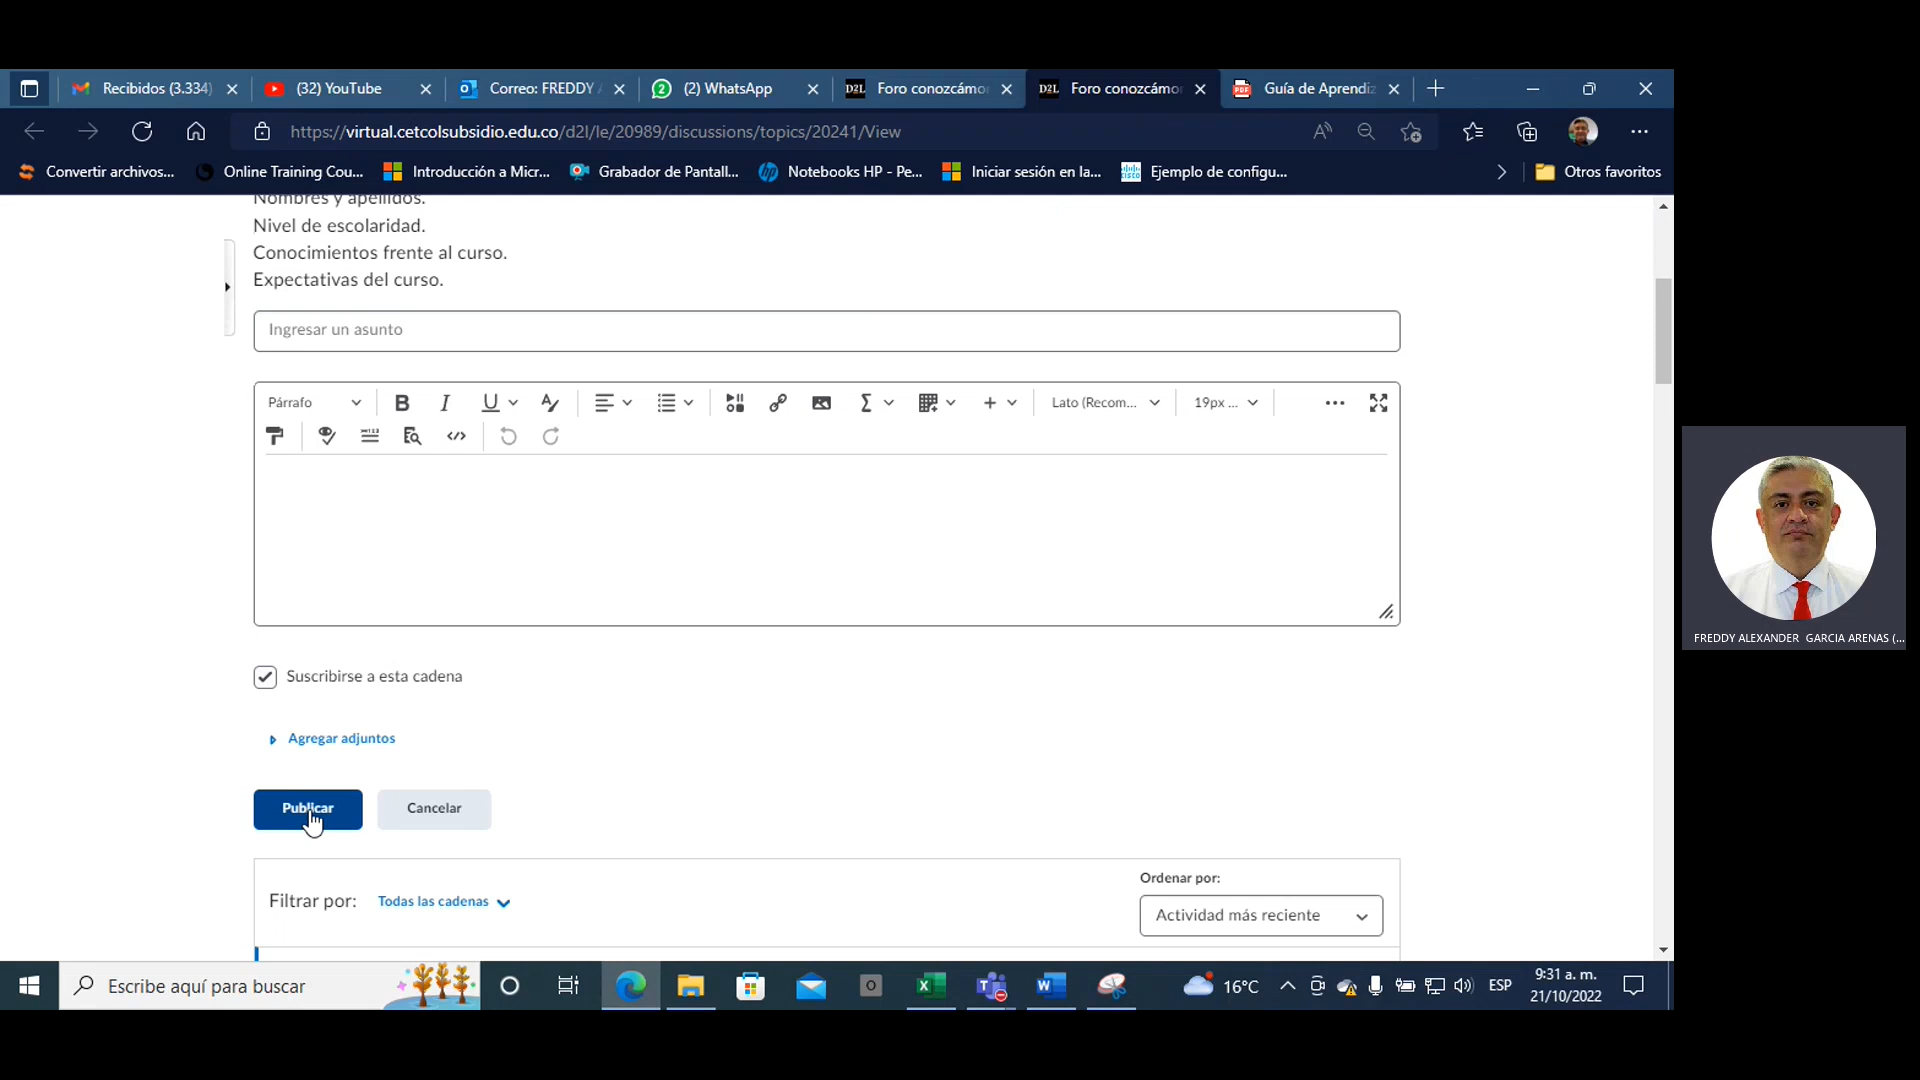 Recibidos (3.334)
(32) YouTube
Correo: FREDDY A
(2) WhatsApp
D2L Foro conozcámo
D2L Foro conozcámo
PDF Guía de Aprendiz
https://virtual.cetcolsubsidio.edu.co/d2l/le/20989/discussions/topics/20241/View
Convertir archivos...
Online Training Cou...
Introducción a Micr...
Grabador de Pantall...
Notebooks HP - Pe...
Iniciar sesión en la...
Ejemplo de configu...
Otros favoritos
Nombres y apellidos.
Nivel de escolaridad.
Conocimientos frente al curso.
Expectativas del curso.
Ingresar un asunto
Párrafo
Lato (Recom...
19px ...
Suscribirse a esta cadena
Agregar adjuntos
Publicar
Cancelar
Filtrar por: Todas las cadenas
Ordenar por:
Actividad más reciente
FREDDY ALEXANDER GARCIA ARENAS (...
Escribe aquí para buscar
16°C
ESP
9:31 a. m.
21/10/2022